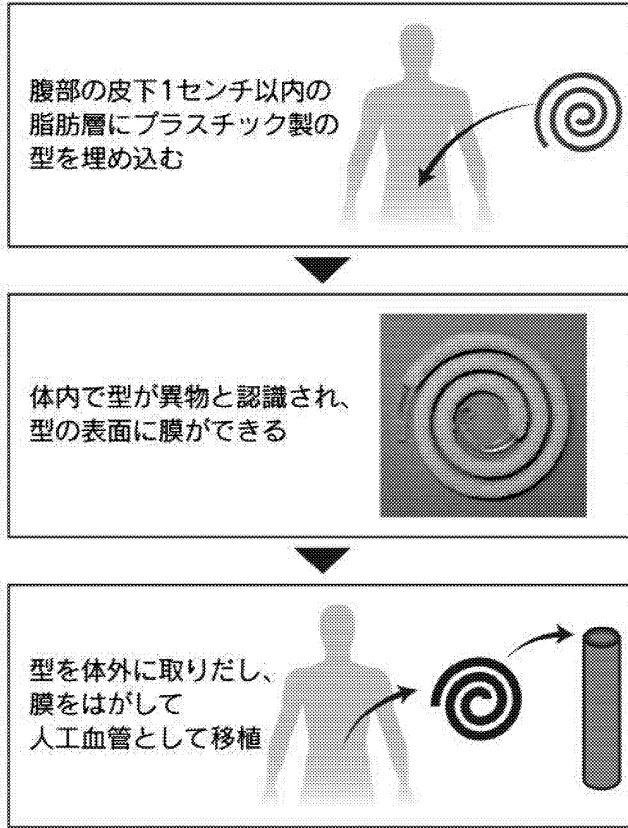 腹部の皮下1センチ以内の
脂肪層にプラスチック製の
型を埋め込む
体内で型が異物と認識され、
型の表面に膜ができる
型を体外に取りだし、
膜をはがして
人工血管として移植